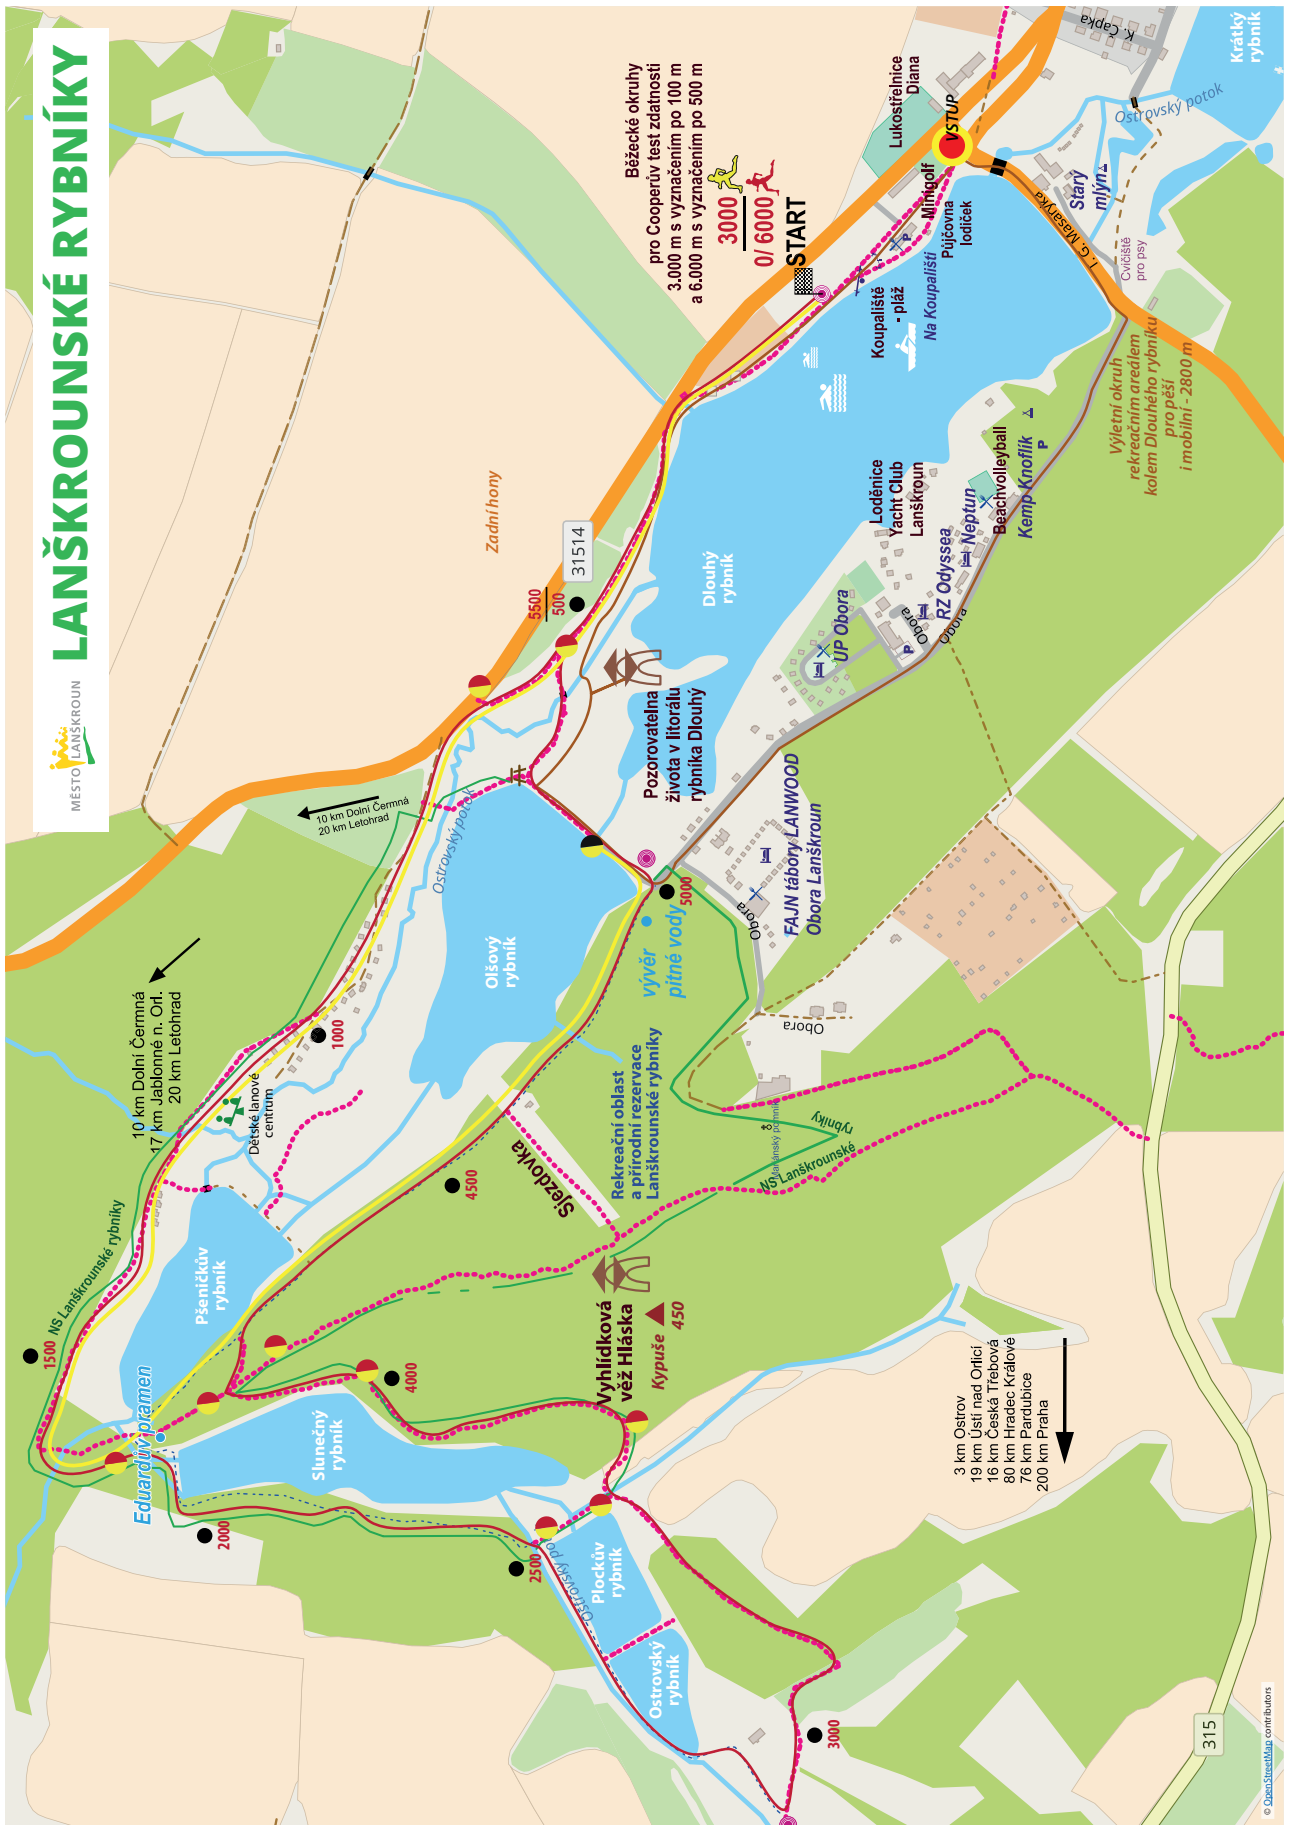 LANŠKROUNSKÉ RYBNÍKY
MĚSTO LANŠKROUN
Běžecké okruhy
pro Cooperův test zdatnosti
3.000 m s vyznačením po 100 m
a 6.000 m s vyznačením po 500 m
3000
0/ 6000
START
Lukostřelnice
Diana
VSTUP
K. Čapka
Krátký
rybník
Ostrovský potok
Minigolf
Půjčovna
lodiček
P
Starý
mlýn
T. G. Masaryka
Cvičiště
pro psy
Koupaliště
- pláž
Na Koupališti
Výletní okruh
rekreačním areálem
kolem Dlouhého rybníku
pro pěší
i mobilní - 2800 m
Zadní hony
31514
5500
500
Dlouhý
rybník
Loděnice
Yacht Club
Lanškroun
Beachvolleyball
Kemp Knoflík
P
Neptun
RZ Odyssea
UP Obora
Obora
Obora
P
Pozorovatelna
života v litorálu
rybníka Dlouhý
FAJN tábory LANWOOD
Obora Lanškroun
Obora
Obora
10 km Dolní Čermná
20 km Letohrad
Ostrovský potok
Olšový
rybník
5000
vývěr
pitné vody
10 km Dolní Čermná
17 km Jablonné n. Orl.
20 km Letohrad
1000
Dětské lanové
centrum
Rekreační oblast
a přírodní rezervace
Lanškrounské rybníky
Mariánský pomník
NS Lanškrounské
rybníky
Sjezdovka
4500
NS Lanškrounské rybníky
1500
Pšeničkův
rybník
Eduardův pramen
Vyhlídková
věž Hláska
Kypuše
450
4000
Slunečný
rybník
2000
2500
Ostrovský po
Plockův
rybník
Ostrovský
rybník
3000
3 km Ostrov
19 km Ústí nad Orlicí
16 km Česká Třebová
80 km Hradec Králové
76 km Pardubice
200 km Praha
315
© OpenStreetMap contributors